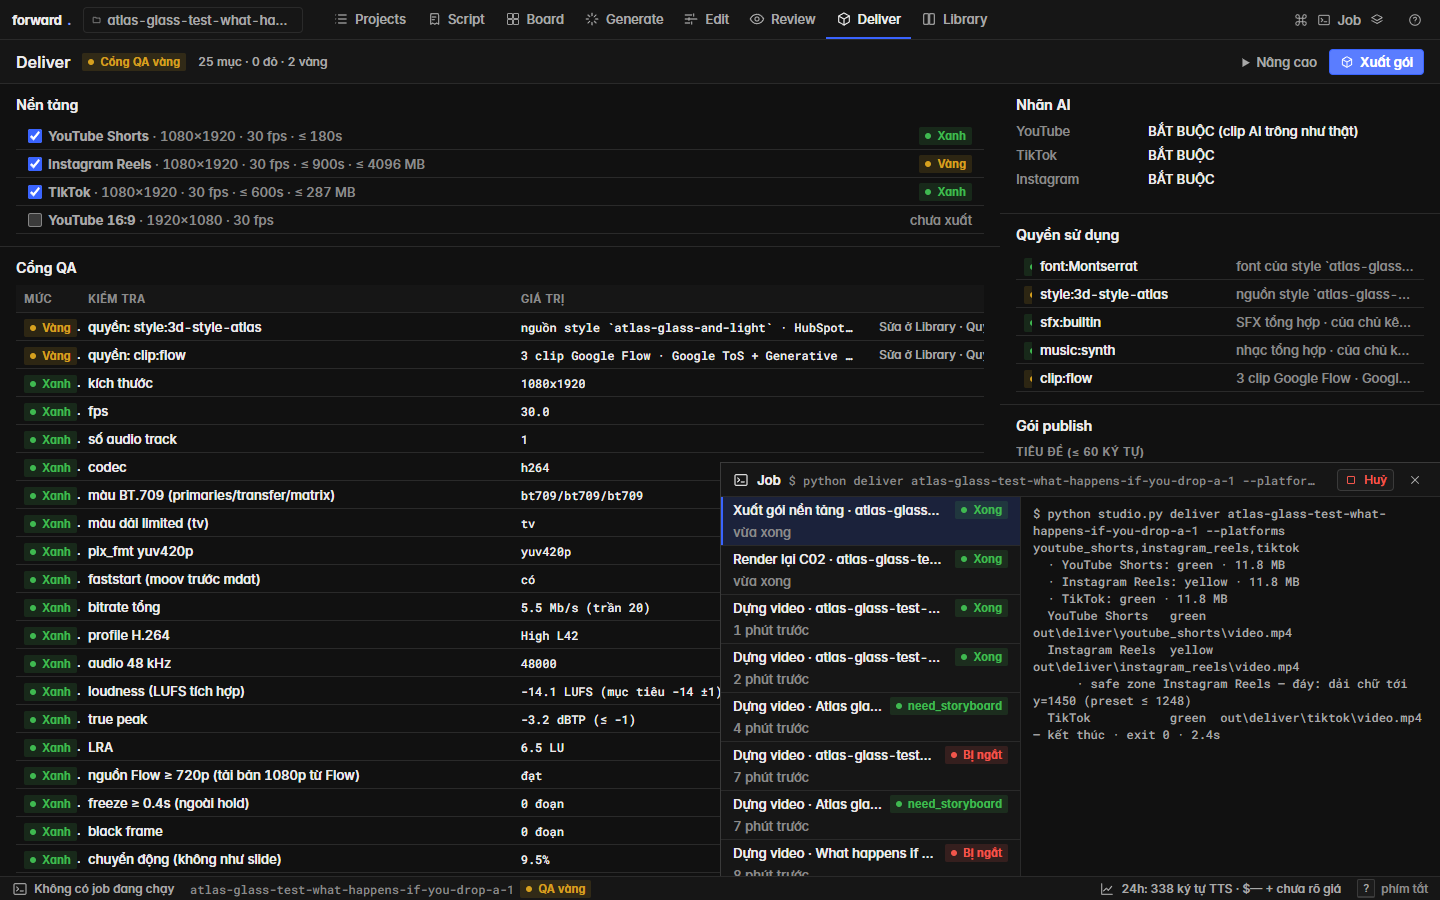 forward .
atlas-glass-test-what-ha...
Projects
Script
Board
Generate
Edit
Review
Deliver
Library
Job
Deliver
Cổng QA vàng
25 mục · 0 đỏ · 2 vàng
Nâng cao
Xuất gói
Nền tảng
YouTube Shorts · 1080×1920 · 30 fps · ≤ 180s
Xanh
Instagram Reels · 1080×1920 · 30 fps · ≤ 900s · ≤ 4096 MB
Vàng
TikTok · 1080×1920 · 30 fps · ≤ 600s · ≤ 287 MB
Xanh
YouTube 16:9 · 1920×1080 · 30 fps
chưa xuất
Cổng QA
MỨC KIỂM TRA GIÁ TRỊ
Vàng quyền: style:3d-style-atlas nguồn style `atlas-glass-and-light` · HubSpot… Sửa ở Library · Quy
Vàng quyền: clip:flow 3 clip Google Flow · Google ToS + Generative … Sửa ở Library · Quy
Xanh kích thước 1080x1920
Xanh fps 30.0
Xanh số audio track 1
Xanh codec h264
Xanh màu BT.709 (primaries/transfer/matrix) bt709/bt709/bt709
Xanh màu dải limited (tv) tv
Xanh pix_fmt yuv420p yuv420p
Xanh faststart (moov trước mdat) có
Xanh bitrate tổng 5.5 Mb/s (trần 20)
Xanh profile H.264 High L42
Xanh audio 48 kHz 48000
Xanh loudness (LUFS tích hợp) -14.1 LUFS (mục tiêu -14 ±1)
Xanh true peak -3.2 dBTP (≤ -1)
Xanh LRA 6.5 LU
Xanh nguồn Flow ≥ 720p (tải bản 1080p từ Flow) đạt
Xanh freeze ≥ 0.4s (ngoài hold) 0 đoạn
Xanh black frame 0 đoạn
Xanh chuyển động (không như slide) 9.5%
Nhãn AI
YouTube BẮT BUỘC (clip AI trông như thật)
TikTok BẮT BUỘC
Instagram BẮT BUỘC
Quyền sử dụng
font:Montserrat font của style `atlas-glass...
style:3d-style-atlas nguồn style `atlas-glass-...
sfx:builtin SFX tổng hợp · của chủ kê...
music:synth nhạc tổng hợp · của chủ k...
clip:flow 3 clip Google Flow · Googl...
Gói publish
TIÊU ĐỀ (≤ 60 KÝ TỰ)
Job $ python deliver atlas-glass-test-what-happens-if-you-drop-a-1 --platfor…
Huỷ
Xuất gói nền tảng · atlas-glass... Xong
vừa xong
Render lại C02 · atlas-glass-te... Xong
vừa xong
Dựng video · atlas-glass-test-... Xong
1 phút trước
Dựng video · atlas-glass-test-... Xong
2 phút trước
Dựng video · Atlas gla... need_storyboard
4 phút trước
Dựng video · atlas-glass-test... Bị ngắt
7 phút trước
Dựng video · Atlas gla... need_storyboard
7 phút trước
Dựng video · What happens if ... Bị ngắt
8 phút trước
$ python studio.py deliver atlas-glass-test-what-
happens-if-you-drop-a-1 --platforms
youtube_shorts,instagram_reels,tiktok
· YouTube Shorts: green · 11.8 MB
· Instagram Reels: yellow · 11.8 MB
· TikTok: green · 11.8 MB
YouTube Shorts green
out\deliver\youtube_shorts\video.mp4
Instagram Reels yellow
out\deliver\instagram_reels\video.mp4
· safe zone Instagram Reels — đáy: dải chữ tới
y=1450 (preset ≤ 1248)
TikTok green out\deliver\tiktok\video.mp4
— kết thúc · exit 0 · 2.4s
Không có job đang chạy
atlas-glass-test-what-happens-if-you-drop-a-1
QA vàng
24h: 338 ký tự TTS · $— + chưa rõ giá
? phím tắt